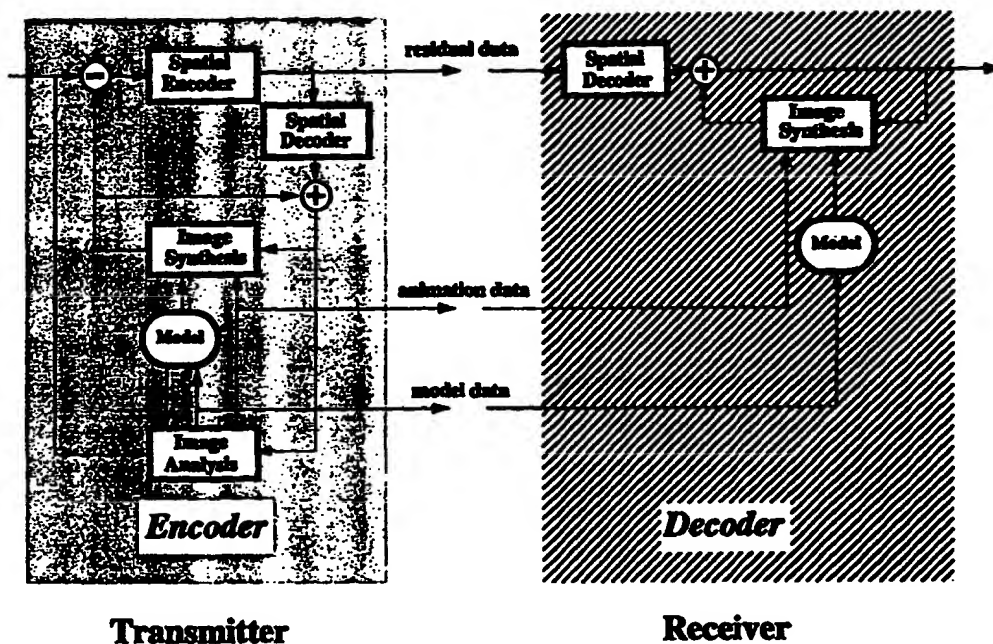 residual data
Spatial
Encoder
Spatial
Decoder
Spatial
Decoder
Image
Synthesis
Image
Synthesis
Model
animation data
Model
model data
Image
Analysis
Encoder
Decoder
Transmitter
Receiver